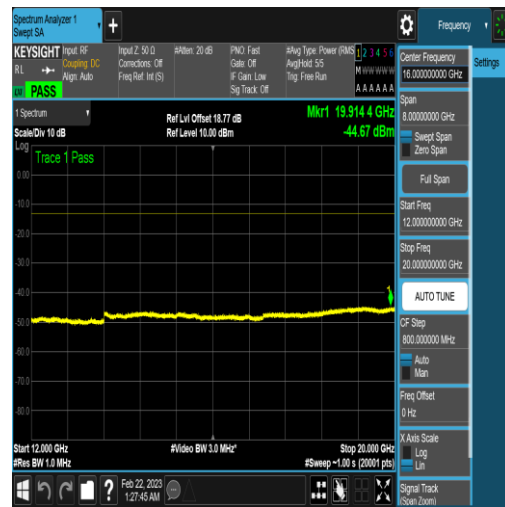 Spectrum Analyzer 1
Swept SA
Frequency
KEYSIGHT
Input: RF
Coupling: DC
Align: Auto
Input Z: 50 Ω
Corrections: Off
Freq Ref: Int (S)
#Atten: 20 dB
PNO: Fast
Gate: Off
IF Gain: Low
Sig Track: Off
#Avg Type: Power (RMS
Avg|Hold: 5/5
Trig: Free Run
1 2 3 4 5 6
M W W W W W
A A A A A A
RL
PASS
Center Frequency
16.000000000 GHz
Settings
Span
8.00000000 GHz
Swept Span
Zero Span
Full Span
Start Freq
12.000000000 GHz
Stop Freq
20.000000000 GHz
AUTO TUNE
CF Step
800.000000 MHz
Auto
Man
Freq Offset
0 Hz
X Axis Scale
Log
Lin
Signal Track
(Span Zoom)
1 Spectrum
Scale/Div 10 dB
Ref Lvl Offset 18.77 dB
Ref Level 10.00 dBm
Mkr1 19.914 4 GHz
-44.67 dBm
Log
Trace 1 Pass
0.00
-10.0
-20.0
-30.0
-40.0
-50.0
-60.0
-70.0
-80.0
1
Start 12.000 GHz
#Res BW 1.0 MHz
#Video BW 3.0 MHz*
Stop 20.000 GHz
#Sweep ~1.00 s (20001 pts)
Feb 22, 2023
1:27:45 AM